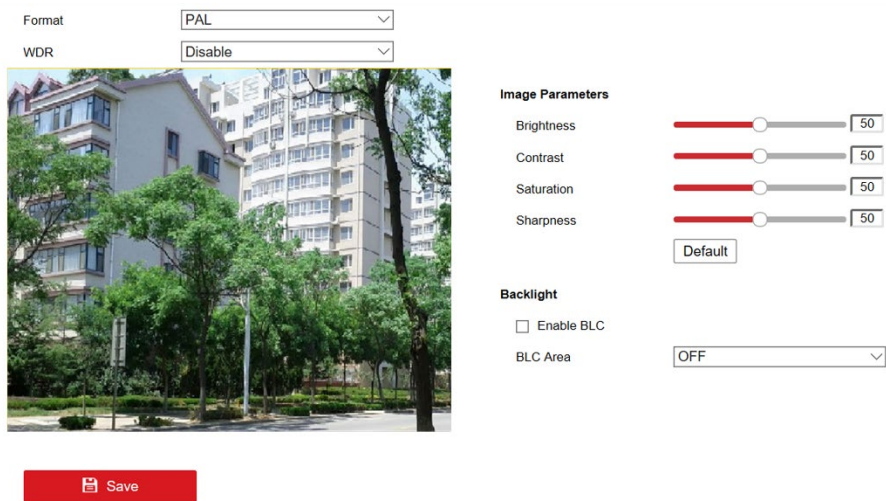 Format PAL
WDR Disable
Image Parameters
Brightness 50
Contrast 50
Saturation 50
Sharpness 50
Default
Backlight
Enable BLC
BLC Area OFF
Save